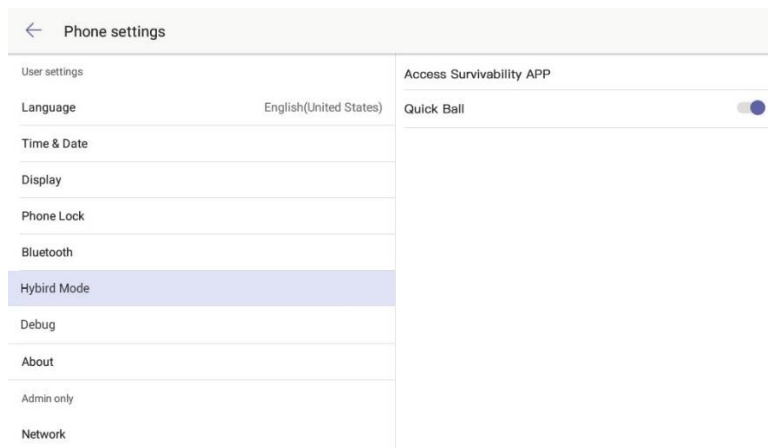 Phone settings
User settings
Language English(United States)
Time & Date
Display
Phone Lock
Bluetooth
Hybird Mode
Debug
About
Admin only
Network
Access Survivability APP
Quick Ball